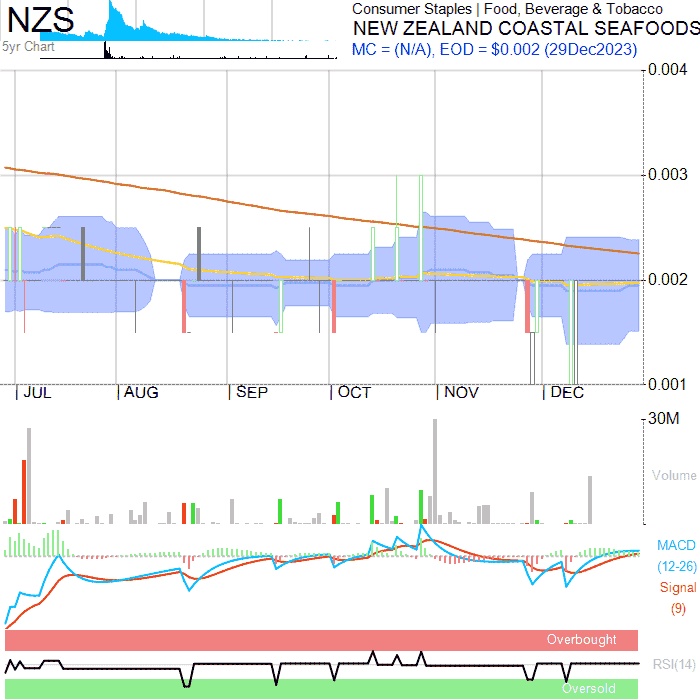 NZS
Consumer Staples | Food, Beverage & Tobacco
NEW ZEALAND COASTAL SEAFOODS
MC = (N/A), EOD = $0.002 (29Dec2023)
5yr Chart
0.004
0.003
0.002
0.001
JUL AUG SEP OCT NOV DEC
30M
Volume
MACD
(12-26)
Signal
(9)
Overbought
RSI(14)
Oversold